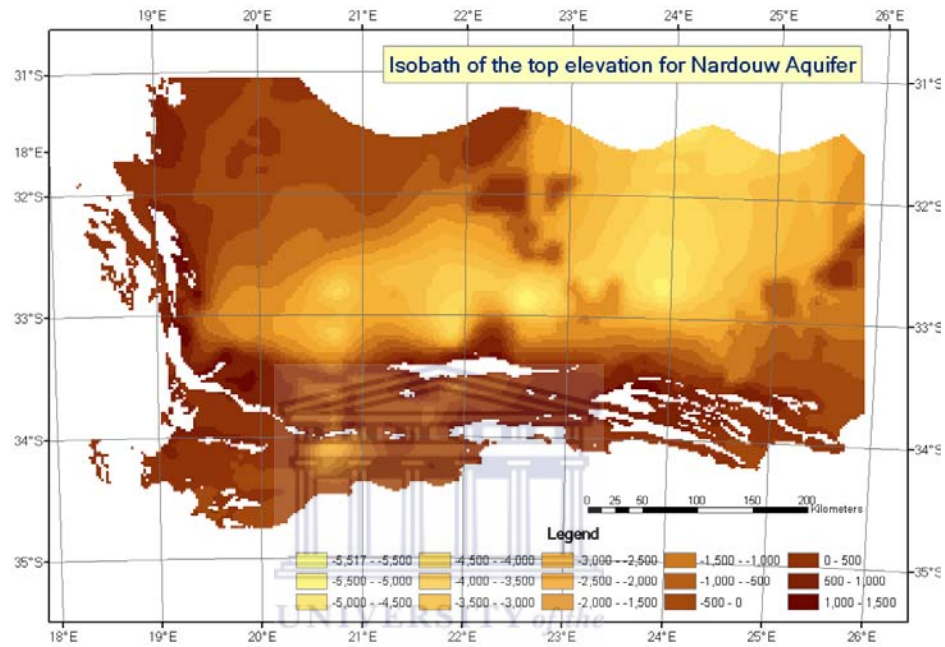 19°E 20°E 21°E 22°E 23°E 24°E 25°E 26°E
Isobath of the top elevation for Nardouw Aquifer
31°S 31°S
18°E
32°S 32°S
33°S 33°S
34°S 34°S
0 25 50 100 150 200
Kilometers
Legend
35°S 35°S
-5,517 - -5,500 -4,500 - -4,000 -3,000 - -2,500 -1,500 - -1,000 0 - 500
-5,500 - -5,000 -4,000 - -3,500 -2,500 - -2,000 -1,000 - -500 500 - 1,000
-5,000 - -4,500 -3,500 - -3,000 -2,000 - -1,500 -500 - 0 1,000 - 1,500
UNIVERSITY of the
18°E 19°E 20°E 21°E 22°E 23°E 24°E 25°E 26°E